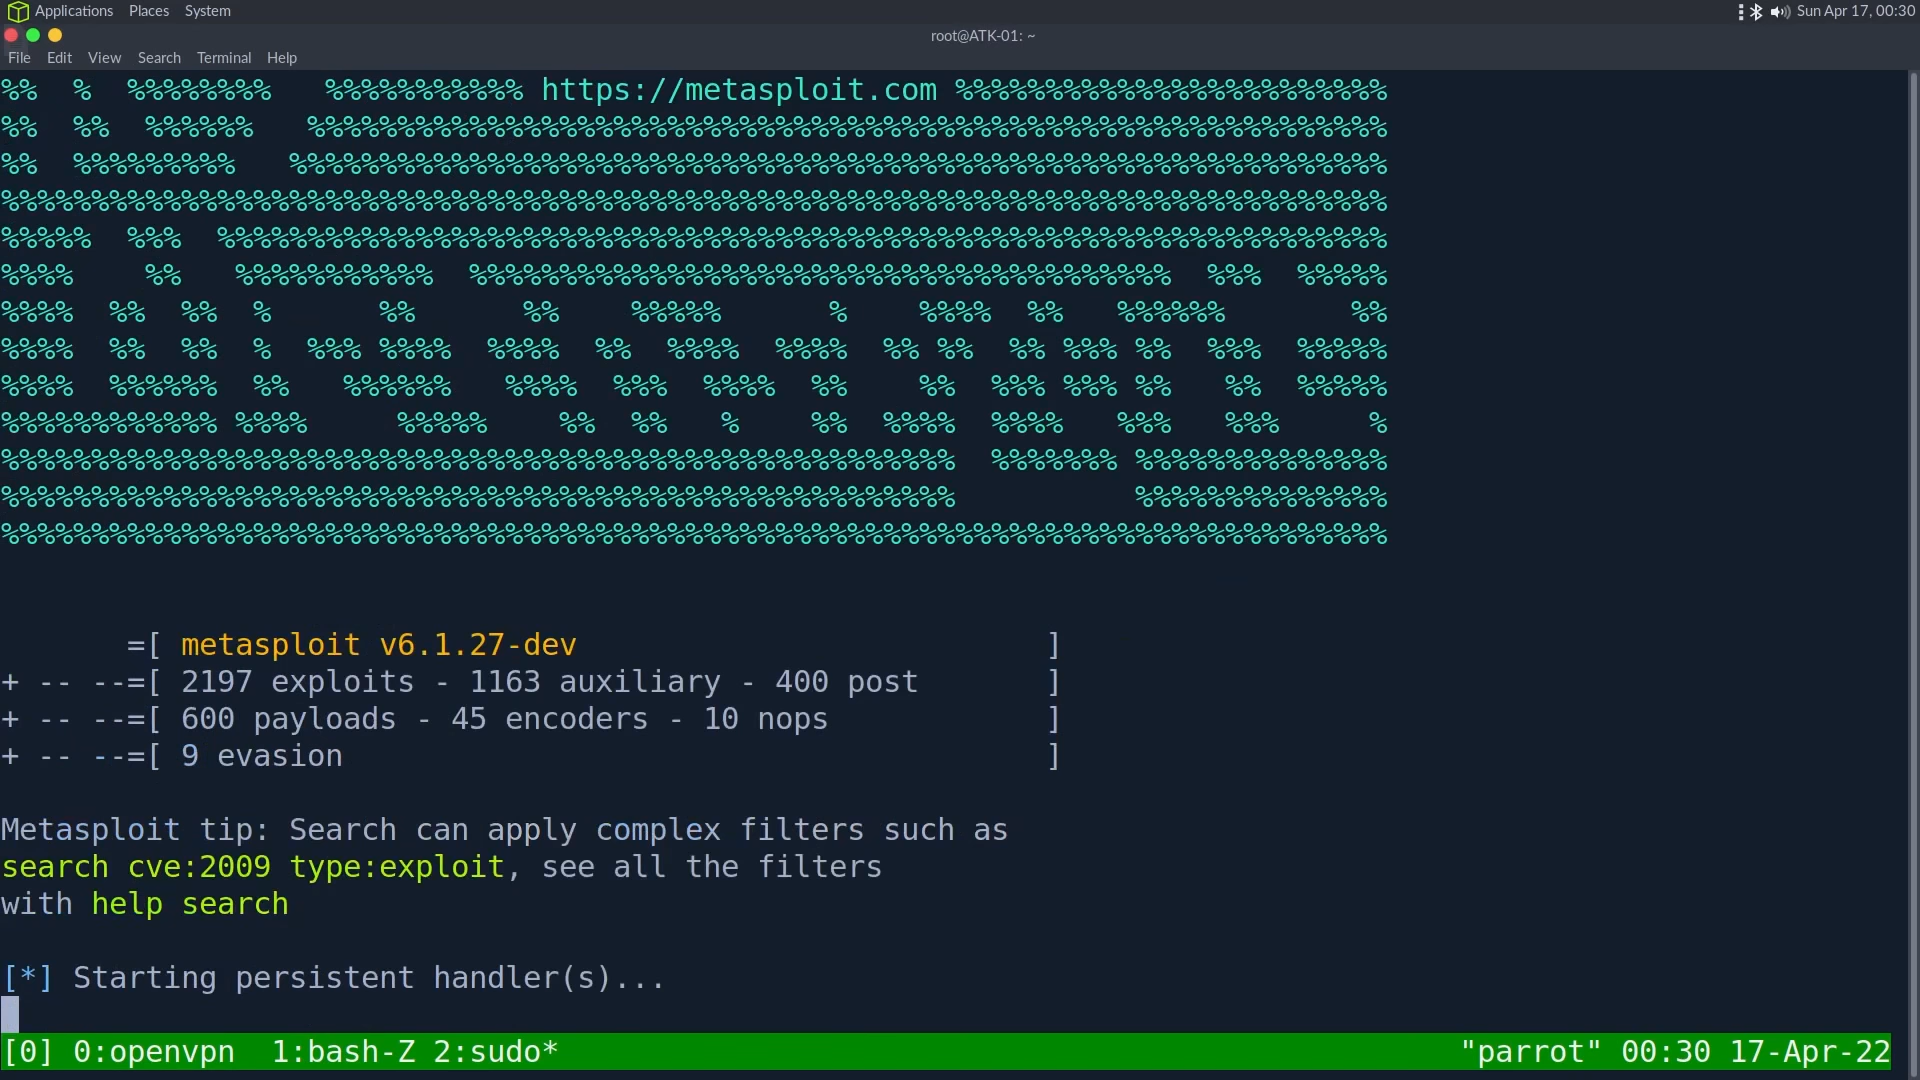 Applications Places System Sun Apr 17, 00:30
root@ATK-01: ~
File Edit View Search Terminal Help
%%   %  %%%%%%%%   %%%%%%%%%%% https://metasploit.com %%%%%%%%%%%%%%%%%%%%%%%%
%%  %%  %%%%%%   %%%%%%%%%%%%%%%%%%%%%%%%%%%%%%%%%%%%%%%%%%%%%%%%%%%%%%%%%%%%
%%  %%%%%%%%%   %%%%%%%%%%%%%%%%%%%%%%%%%%%%%%%%%%%%%%%%%%%%%%%%%%%%%%%%%%%%%
%%%%%%%%%%%%%%%%%%%%%%%%%%%%%%%%%%%%%%%%%%%%%%%%%%%%%%%%%%%%%%%%%%%%%%%%%%%%%
%%%%%  %%%  %%%%%%%%%%%%%%%%%%%%%%%%%%%%%%%%%%%%%%%%%%%%%%%%%%%%%%%%%%%%%%%%%
%%%%    %%   %%%%%%%%%%%  %%%%%%%%%%%%%%%%%%%%%%%%%%%%%%%%%%%%%%%  %%%  %%%%%
%%%%  %%  %%  %      %%      %%    %%%%%      %    %%%%  %%   %%%%%%       %%
%%%%  %%  %%  %  %%% %%%%  %%%%  %%  %%%%  %%%%  %% %%  %% %%% %%  %%%  %%%%%
%%%%  %%%%%%  %%   %%%%%%   %%%%  %%%  %%%%  %%    %%  %%% %%% %%   %%  %%%%%
%%%%%%%%%%%% %%%%     %%%%%    %%  %%   %    %%  %%%%  %%%%   %%%   %%%     %
%%%%%%%%%%%%%%%%%%%%%%%%%%%%%%%%%%%%%%%%%%%%%%%%%%%%%  %%%%%%% %%%%%%%%%%%%%%
%%%%%%%%%%%%%%%%%%%%%%%%%%%%%%%%%%%%%%%%%%%%%%%%%%%%%          %%%%%%%%%%%%%%
%%%%%%%%%%%%%%%%%%%%%%%%%%%%%%%%%%%%%%%%%%%%%%%%%%%%%%%%%%%%%%%%%%%%%%%%%%%%%
=[ metasploit v6.1.27-dev ]
+ -- --=[ 2197 exploits - 1163 auxiliary - 400 post ]
+ -- --=[ 600 payloads - 45 encoders - 10 nops ]
+ -- --=[ 9 evasion ]
Metasploit tip: Search can apply complex filters such as
search cve:2009 type:exploit, see all the filters
with help search
[*] Starting persistent handler(s)...
[0] 0:openvpn  1:bash-Z 2:sudo* "parrot" 00:30 17-Apr-22